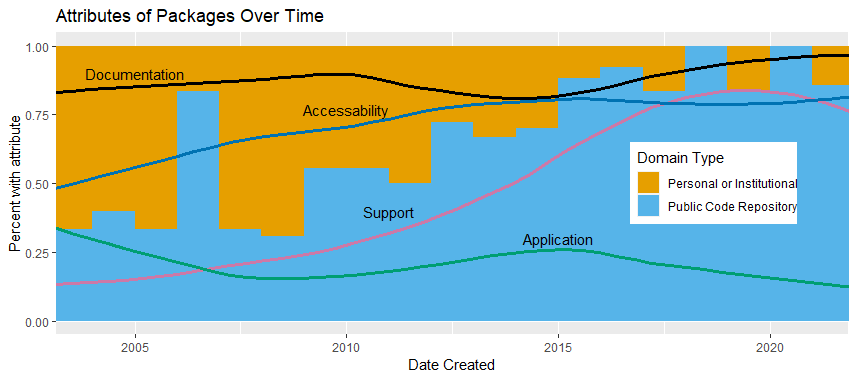 Attributes of Packages Over Time
1.00
0.75
0.50
0.25
0.00
Percent with attribute
Documentation
Accessability
Support
Application
Domain Type
Personal or Institutional
Public Code Repository
2005
2010
2015
2020
Date Created